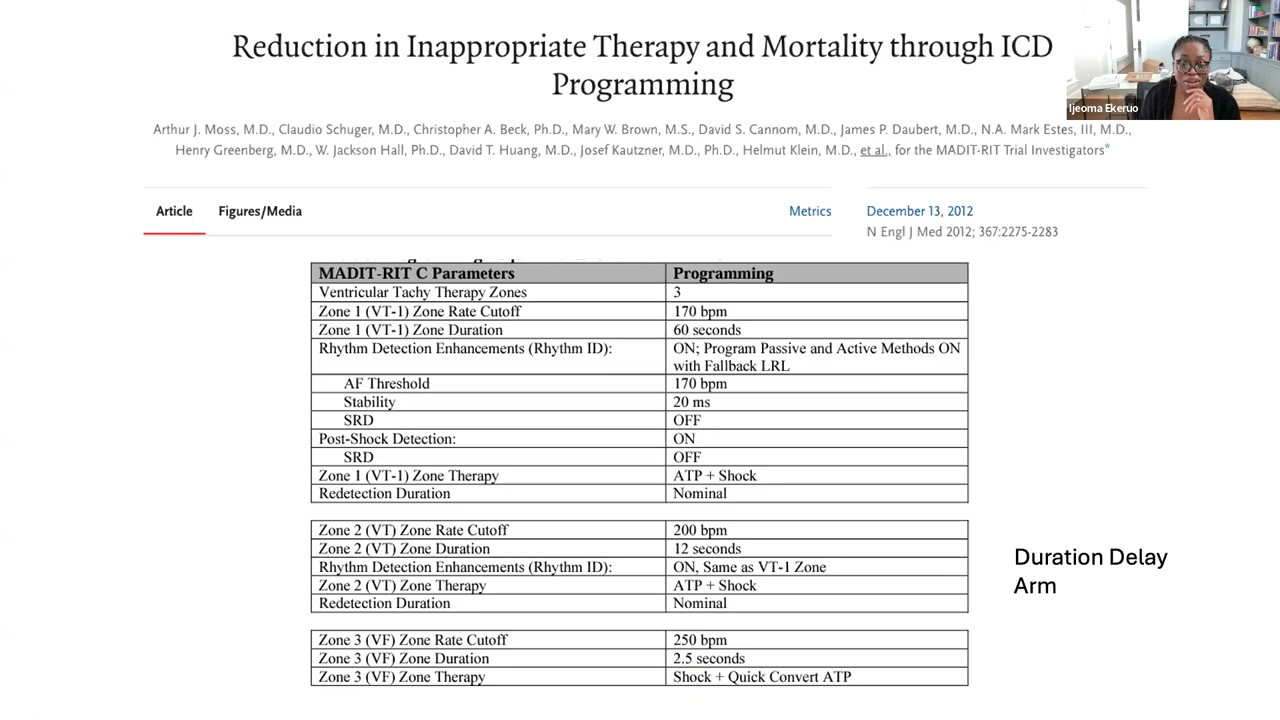 Reduction in Inappropriate Therapy and Mortality through ICD
Programming
Ijeoma Ekeruo
Arthur J. Moss, M.D., Claudio Schuger, M.D., Christopher A. Beck, Ph.D., Mary W. Brown, M.S., David S. Cannom, M.D., James P. Daubert, M.D., N.A. Mark Estes, III, M.D.,
Henry Greenberg, M.D., W. Jackson Hall, Ph.D., David T. Huang, M.D., Josef Kautzner, M.D., Ph.D., Helmut Klein, M.D., et al., for the MADIT-RIT Trial Investigators*
Article Figures/Media Metrics
December 13, 2012
N Engl J Med 2012; 367:2275-2283
MADIT-RIT C Parameters Programming
Ventricular Tachy Therapy Zones 3
Zone 1 (VT-1) Zone Rate Cutoff 170 bpm
Zone 1 (VT-1) Zone Duration 60 seconds
Rhythm Detection Enhancements (Rhythm ID): ON; Program Passive and Active Methods ON
with Fallback LRL
AF Threshold 170 bpm
Stability 20 ms
SRD OFF
Post-Shock Detection: ON
SRD OFF
Zone 1 (VT-1) Zone Therapy ATP + Shock
Redetection Duration Nominal
Zone 2 (VT) Zone Rate Cutoff 200 bpm
Zone 2 (VT) Zone Duration 12 seconds
Rhythm Detection Enhancements (Rhythm ID): ON, Same as VT-1 Zone
Zone 2 (VT) Zone Therapy ATP + Shock
Redetection Duration Nominal
Zone 3 (VF) Zone Rate Cutoff 250 bpm
Zone 3 (VF) Zone Duration 2.5 seconds
Zone 3 (VF) Zone Therapy Shock + Quick Convert ATP
Duration Delay
Arm